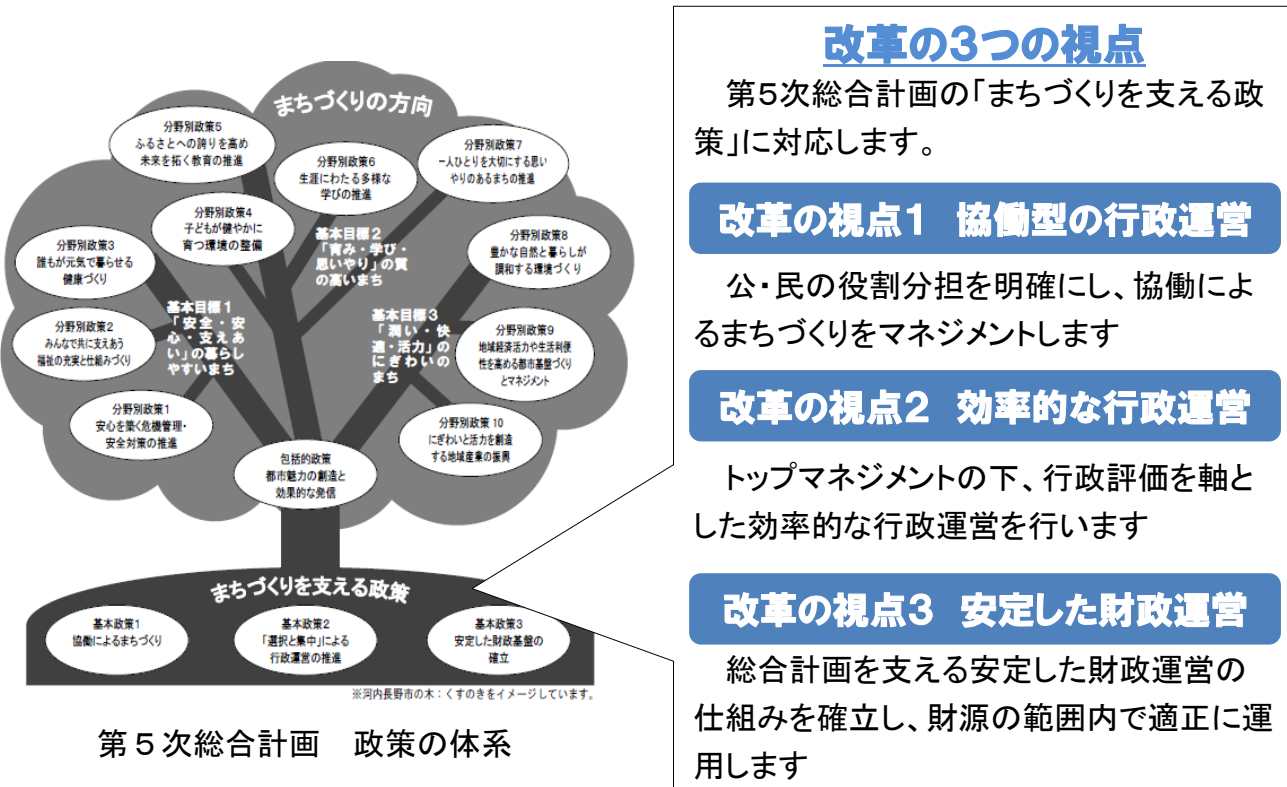 まちづくりの方向
分野別政策5
ふるさとへの誇りを高め
未来を拓く教育の推進
分野別政策6
生涯にわたる多様な
学びの推進
分野別政策7
一人ひとりを大切にする思い
やりのあるまちの推進
分野別政策4
子どもが健やかに
育つ環境の整備
基本目標2
「育み・学び・
思いやり」の質
の高いまち
分野別政策8
豊かな自然と暮らしが
調和する環境づくり
分野別政策3
誰もが元気で暮らせる
健康づくり
基本目標1
「安全・安
心・支えあ
い」の暮らし
やすいまち
基本目標3
「潤い・快
適・活力」の
にぎわいの
まち
分野別政策2
みんなで共に支えあう
福祉の充実と仕組みづくり
分野別政策9
地域経済活力や生活利便
性を高める都市基盤づくり
とマネジメント
分野別政策1
安心を築く危機管理・
安全対策の推進
分野別政策10
にぎわいと活力を創造
する地域産業の振興
包括的政策
都市魅力の創造と
効果的な発信
まちづくりを支える政策
基本政策1
協働によるまちづくり
基本政策2
「選択と集中」による
行政運営の推進
基本政策3
安定した財政基盤の
確立
※河内長野市の木：くすのきをイメージしています。
第５次総合計画　政策の体系
改革の３つの視点
第５次総合計画の「まちづくりを支える政
策」に対応します。
改革の視点１　協働型の行政運営
公・民の役割分担を明確にし、協働によ
るまちづくりをマネジメントします
改革の視点２　効率的な行政運営
トップマネジメントの下、行政評価を軸と
した効率的な行政運営を行います
改革の視点３　安定した財政運営
総合計画を支える安定した財政運営の
仕組みを確立し、財源の範囲内で適正に運
用します